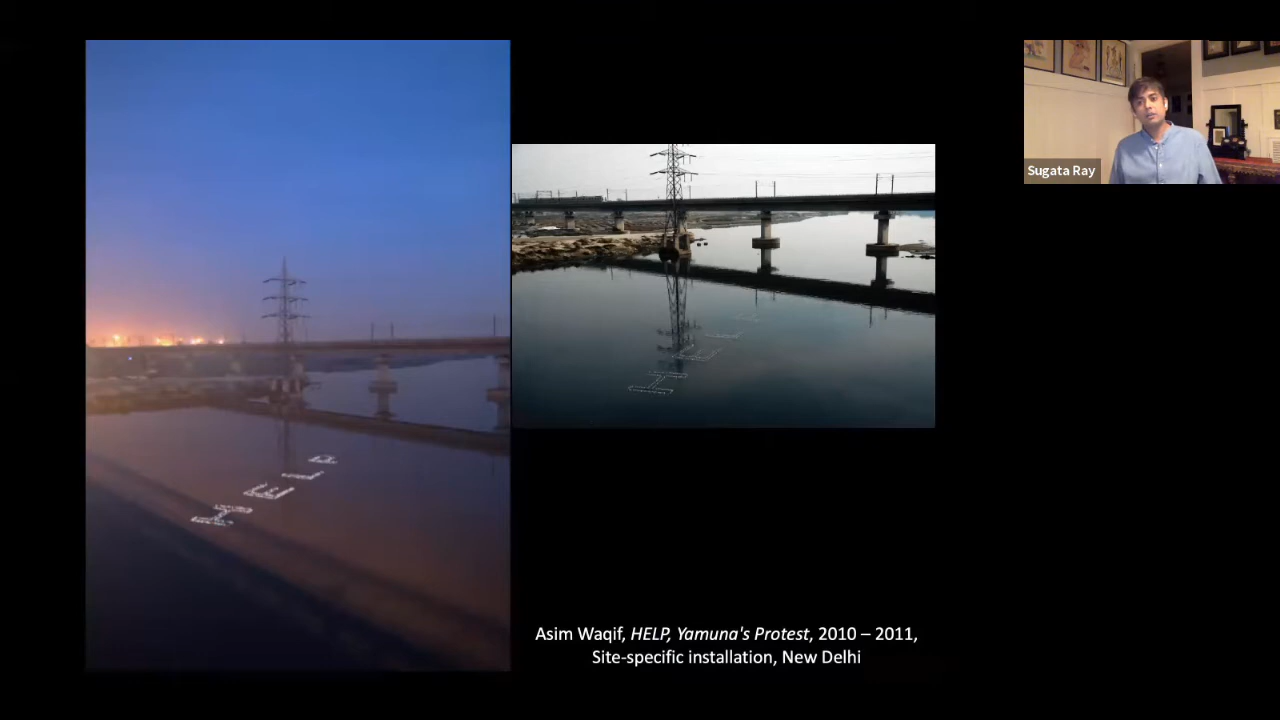 HELP
HELP
Sugata Ray
Asim Waqif, HELP, Yamuna's Protest, 2010 – 2011,
Site-specific installation, New Delhi